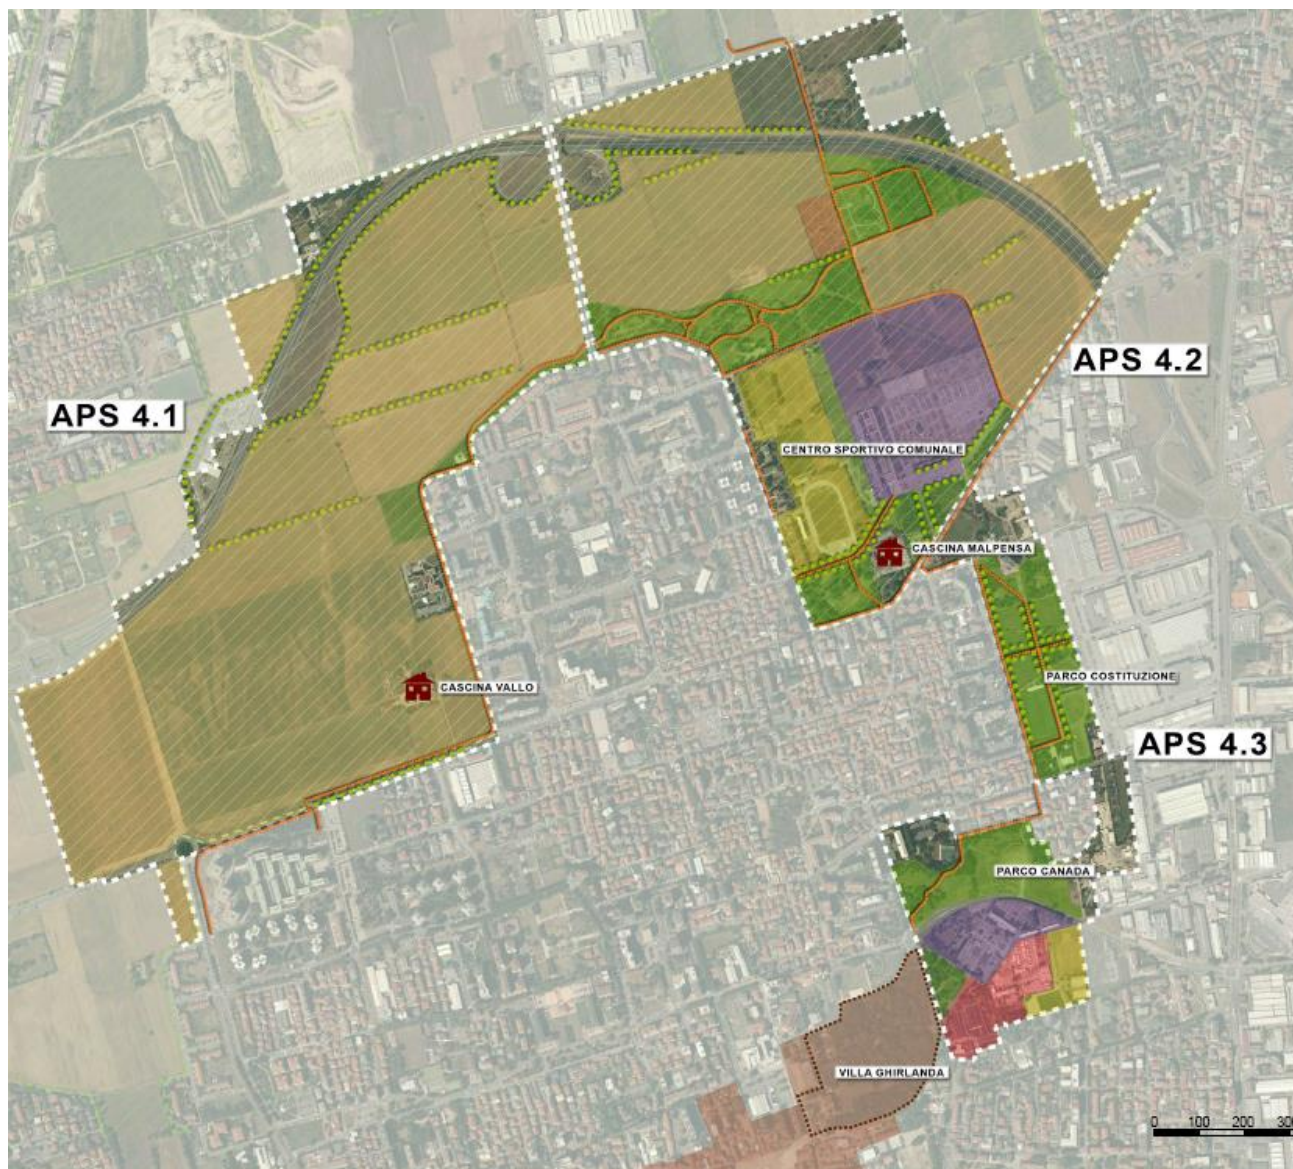 APS 4.2
APS 4.1
CENTRO SPORTIVO COMUNALE
CASCINA MALPENSA
PARCO COSTITUZIONE
CASCINA VALLO
APS 4.3
PARCO CANADA
VILLA GHIRLANDA
0 100 200